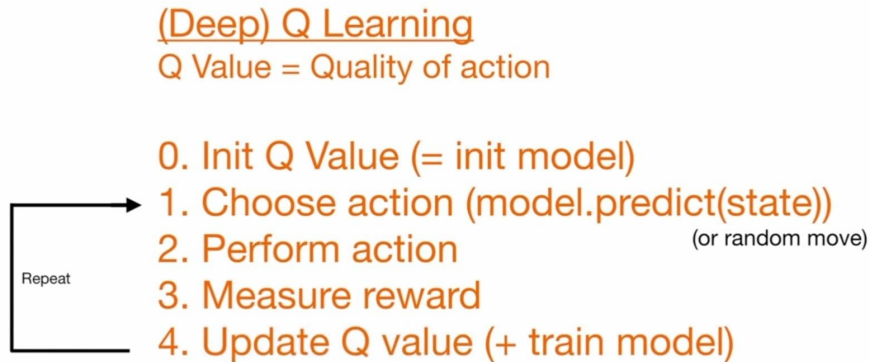 (Deep) Q Learning
Q Value = Quality of action
0. Init Q Value (= init model)
1. Choose action (model.predict(state))
(or random move)
2. Perform action
Repeat
3. Measure reward
4. Update Q value (+ train model)